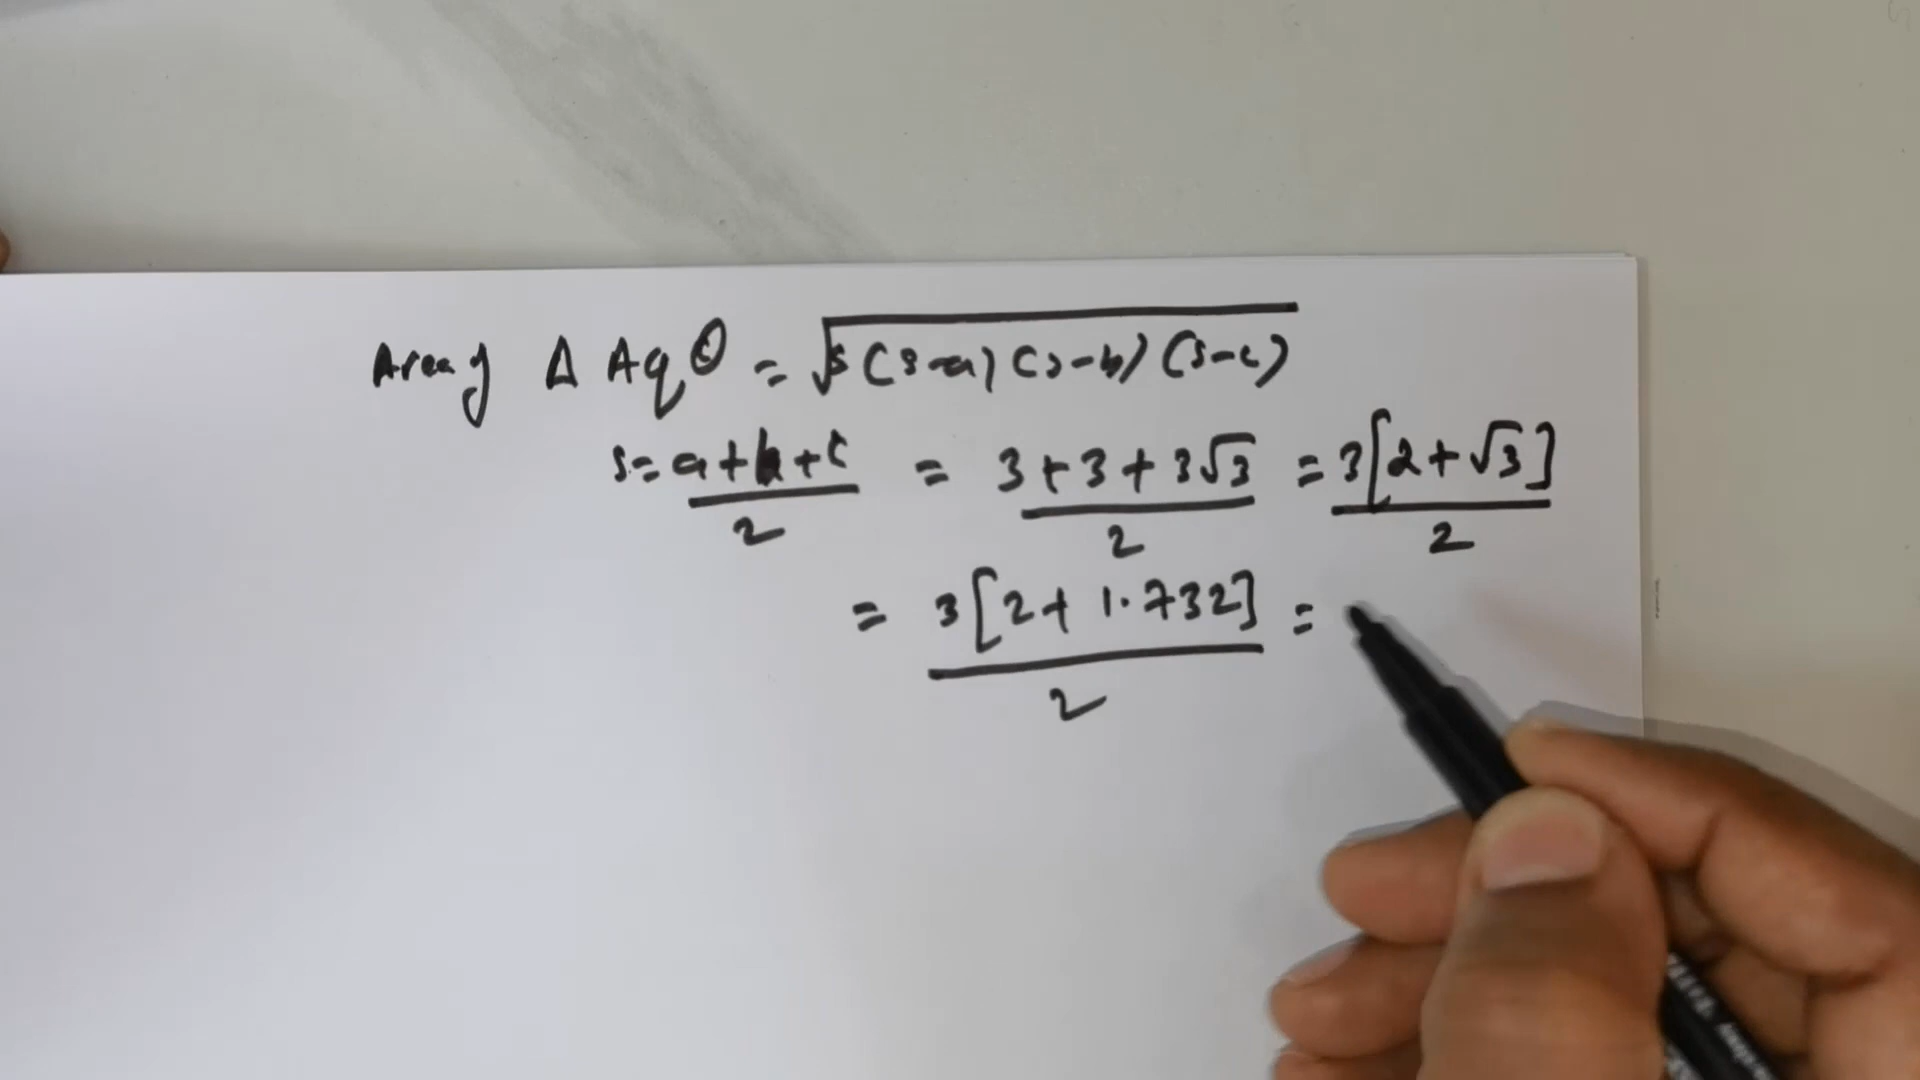 Area of Δ AqO = √s(s-a)(s-b)(s-c)
s = a+b+c/2 = 3+3+3√3/2 = 3[2+√3]/2
= 3[2+1.732]/2 =